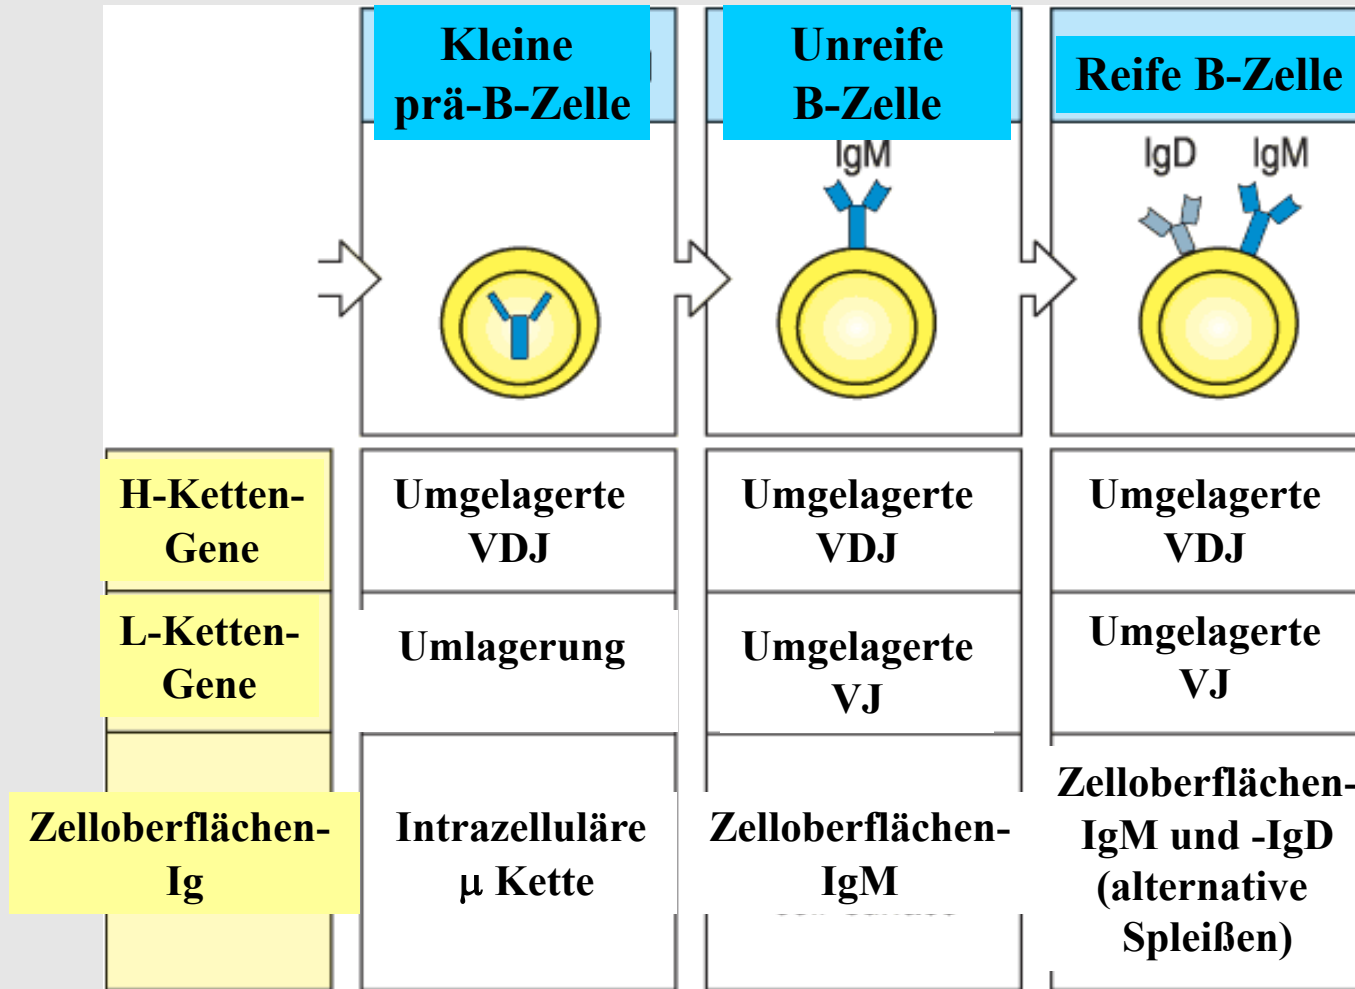 Kleine
prä-B-Zelle
Unreife
B-Zelle
Reife B-Zelle
IgM
IgD IgM
H-Ketten-
Gene
Umgelagerte
VDJ
Umgelagerte
VDJ
Umgelagerte
VDJ
L-Ketten-
Gene
Umlagerung
Umgelagerte
VJ
Umgelagerte
VJ
Zelloberflächen-
Ig
Intrazelluläre
μ Kette
Zelloberflächen-
IgM
Zelloberflächen-
IgM und -IgD
(alternative
Spleißen)